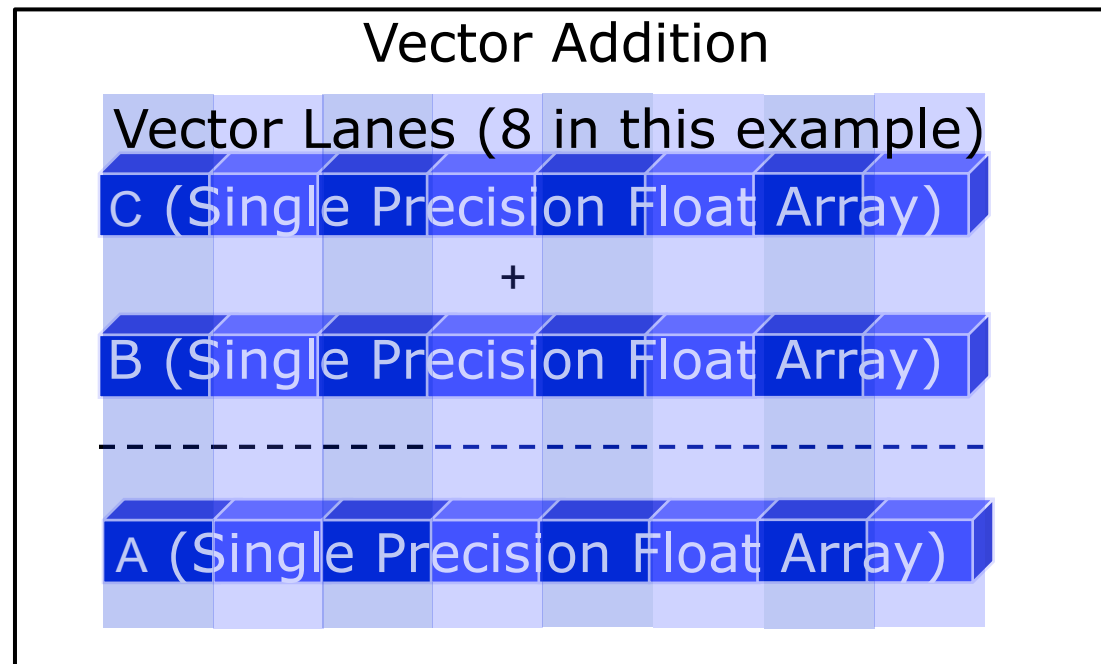 Vector Addition
Vector Lanes (8 in this example)
C (Single Precision Float Array)
+
B (Single Precision Float Array)
A (Single Precision Float Array)